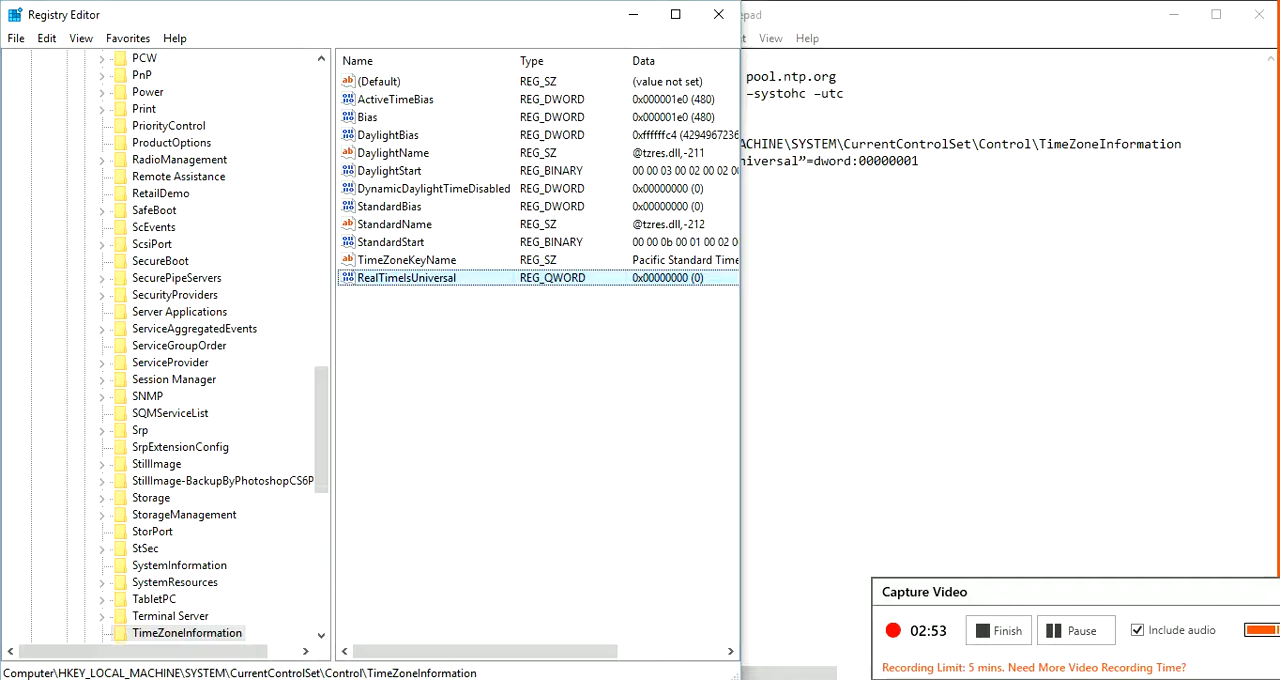 Registry Editor
File Edit View Favorites Help
PCW
PnP
Power
Print
PriorityControl
ProductOptions
RadioManagement
Remote Assistance
RetailDemo
SafeBoot
ScEvents
ScsiPort
SecureBoot
SecurePipeServers
SecurityProviders
Server Applications
ServiceAggregatedEvents
ServiceGroupOrder
ServiceProvider
Session Manager
SNMP
SQMServiceList
Srp
SrpExtensionConfig
StillImage
StillImage-BackupByPhotoshopCS6P
Storage
StorageManagement
StorPort
StSec
SystemInformation
SystemResources
TabletPC
Terminal Server
TimeZoneInformation
Name Type Data
(Default) REG_SZ (value not set)
ActiveTimeBias REG_DWORD 0x000001e0 (480)
Bias REG_DWORD 0x000001e0 (480)
DaylightBias REG_DWORD 0xffffffc4 (4294967236
DaylightName REG_SZ @tzres.dll,-211
DaylightStart REG_BINARY 00 00 03 00 02 00 02 00
DynamicDaylightTimeDisabled REG_DWORD 0x00000000 (0)
StandardBias REG_DWORD 0x00000000 (0)
StandardName REG_SZ @tzres.dll,-212
StandardStart REG_BINARY 00 00 0b 00 01 00 02 0
TimeZoneKeyName REG_SZ Pacific Standard Time
RealTimeIsUniversal REG_QWORD 0x00000000 (0)
Computer\HKEY_LOCAL_MACHINE\SYSTEM\CurrentControlSet\Control\TimeZoneInformation
epad
t View Help
pool.ntp.org
–systohc –utc
ACHINE\SYSTEM\CurrentControlSet\Control\TimeZoneInformation
niversal”=dword:00000001
Capture Video
02:53 Finish Pause Include audio
Recording Limit: 5 mins. Need More Video Recording Time?